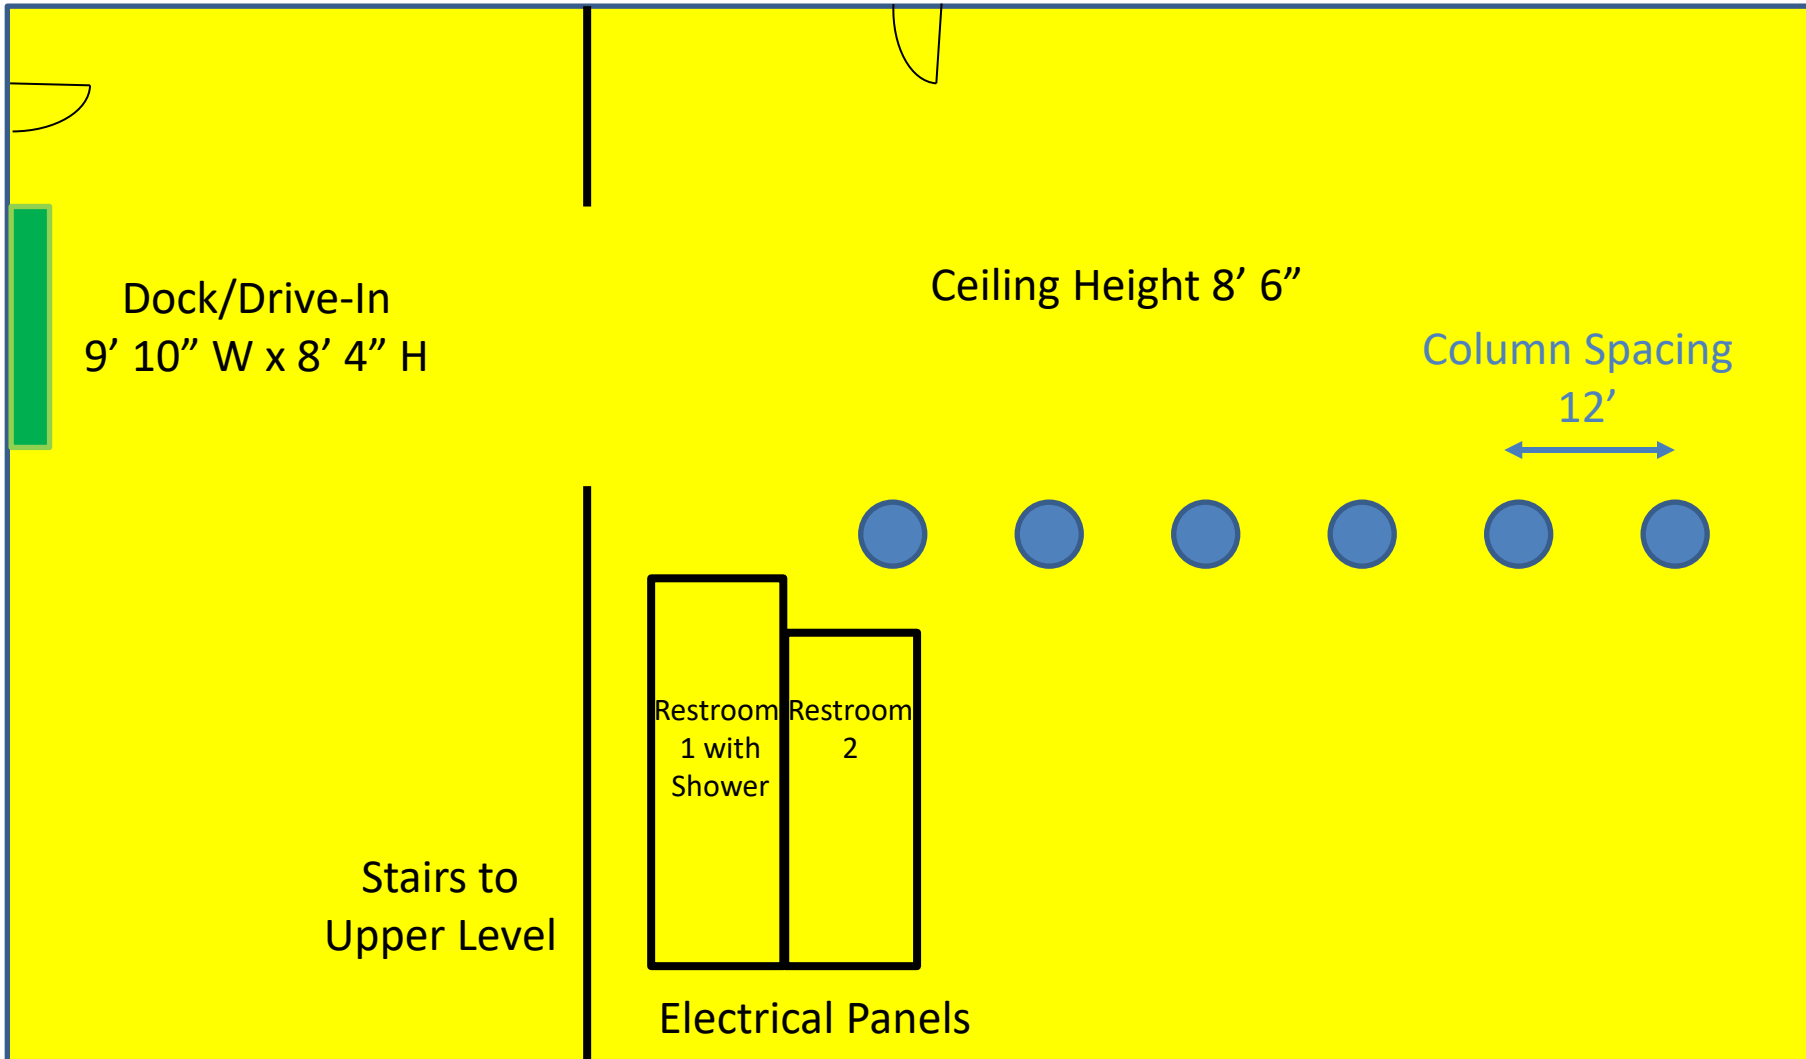 Dock/Drive-In
9’ 10” W x 8’ 4” H
Ceiling Height 8’ 6”
Column Spacing
12’
Restroom
1 with
Shower
Restroom
2
Stairs to
Upper Level
Electrical Panels